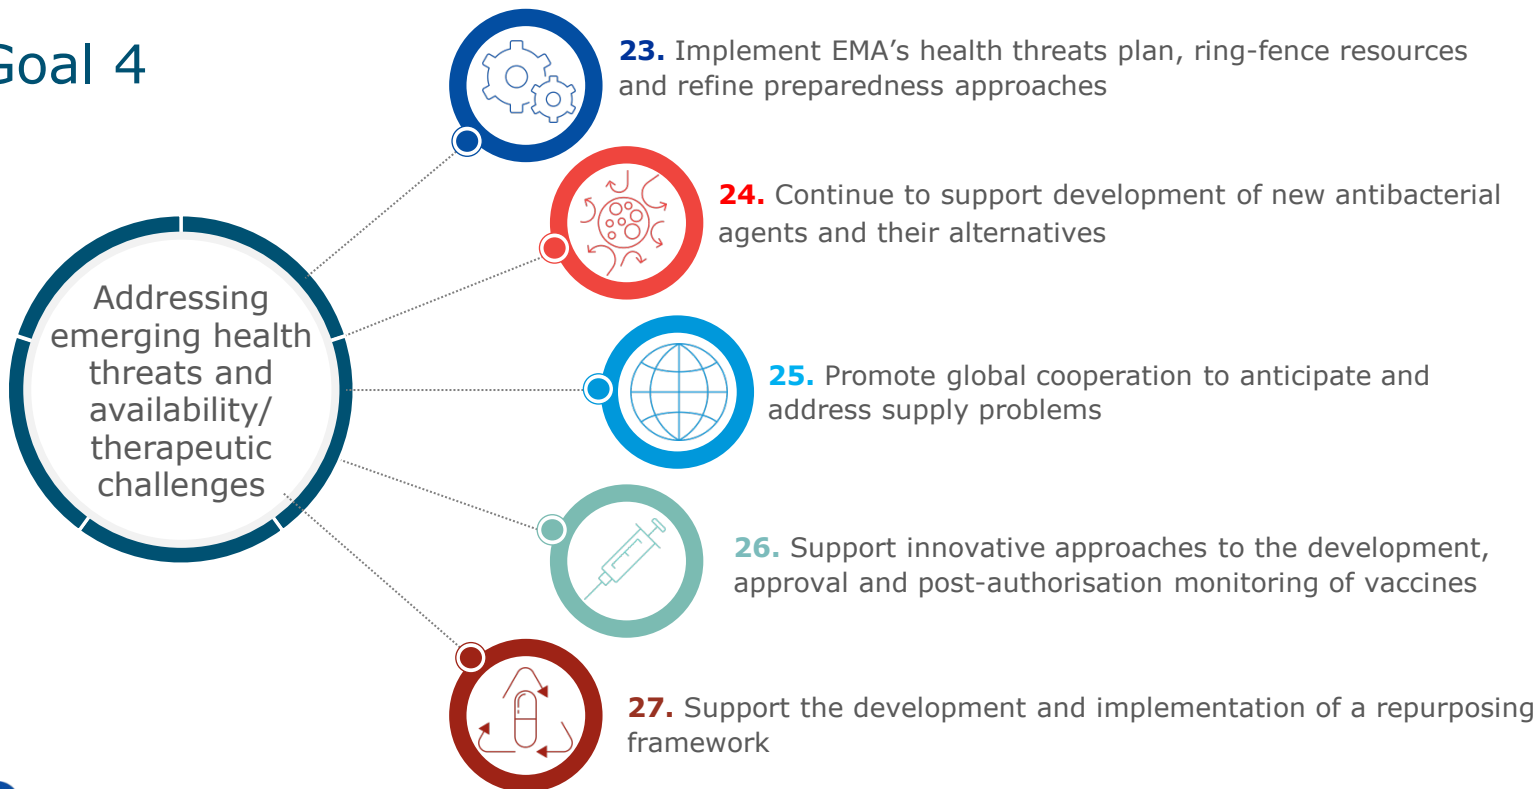 Goal 4
23. Implement EMA’s health threats plan, ring-fence resources
and refine preparedness approaches
24. Continue to support development of new antibacterial
agents and their alternatives
Addressing
emerging health
threats and
availability/
therapeutic
challenges
25. Promote global cooperation to anticipate and
address supply problems
26. Support innovative approaches to the development,
approval and post-authorisation monitoring of vaccines
27. Support the development and implementation of a repurposing
framework